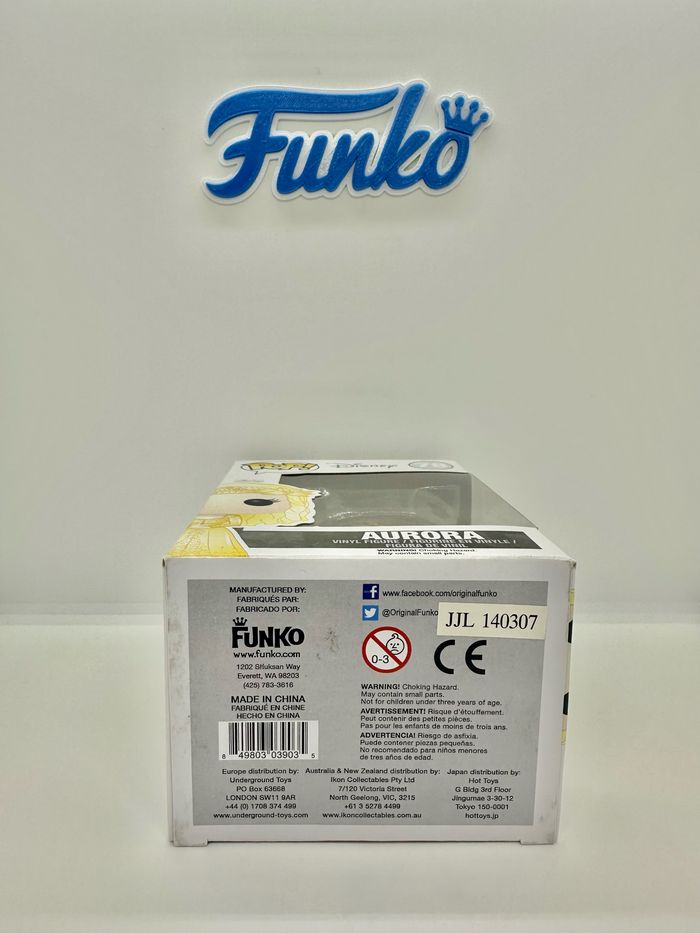 Funko
POP!
Disney
AURORA
VINYL FIGURE / FIGURINE EN VINYLE /
FIGURA DE VINIL
WARNING! Choking Hazard.
May contain small parts.
MANUFACTURED BY:
FABRIQUÉS PAR:
FABRICADO POR:
FUNKO
www.funko.com
1202 Shuksan Way
Everett, WA 98203
(425) 783-3616
MADE IN CHINA
FABRIQUÉ EN CHINE
HECHO EN CHINA
8 49803 03903 5
www.facebook.com/originalfunko
@OriginalFunko
JJL 140307
0-3
CE
WARNING! Choking Hazard.
May contain small parts.
Not for children under three years of age.
AVERTISSEMENT! Risque d'étouffement.
Peut contenir des petites pièces.
Pas pour les enfants de moins de trois ans.
ADVERTENCIA! Riesgo de asfixia.
Puede contener piezas pequeñas.
No recomendado para niños menores
de tres años de edad.
Europe distribution by:
Underground Toys
PO Box 63668
LONDON SW11 9AR
+44 (0) 1708 374 499
www.underground-toys.com
Australia & New Zealand distribution by:
Ikon Collectables Pty Ltd
7/120 Victoria Street
North Geelong, VIC, 3215
+61 3 5278 4499
www.ikoncollectables.com.au
Japan distribution by:
Hot Toys
G Bldg 3rd Floor
Jingumae 3-30-12
Tokyo 150-0001
hottoys.jp